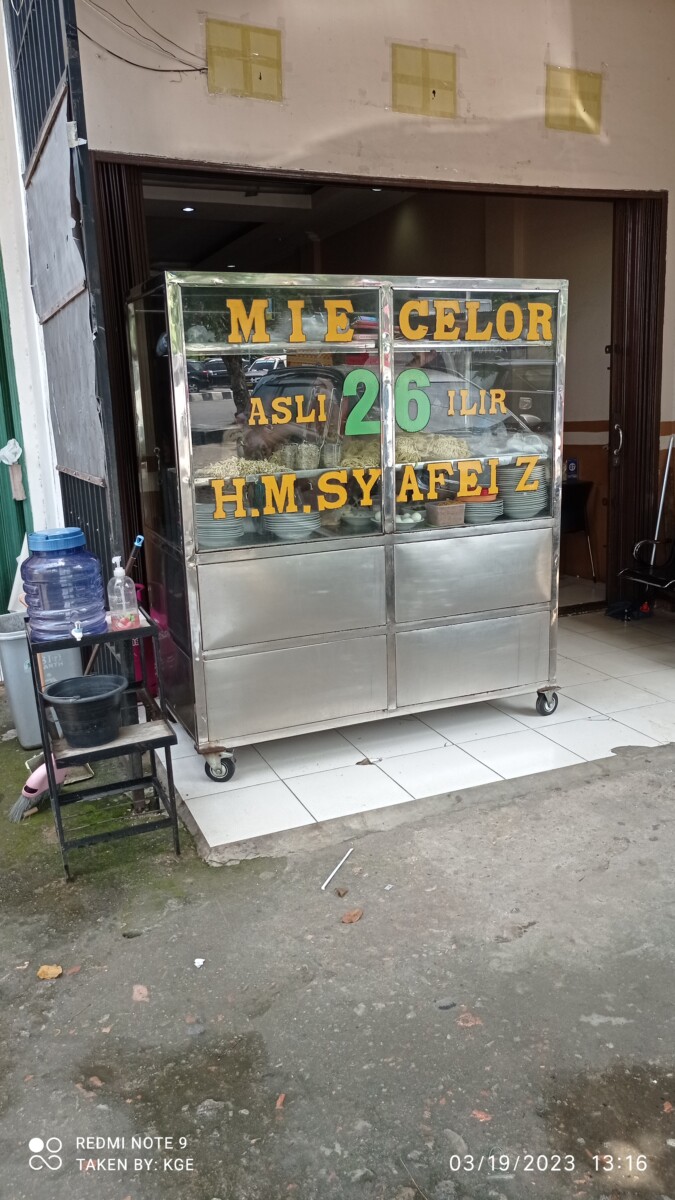 MIE CELOR
ASLI 26 ILIR
H.M.SYAFEI Z
REDMI NOTE 9
TAKEN BY: KGE
03/19/2023 13:16